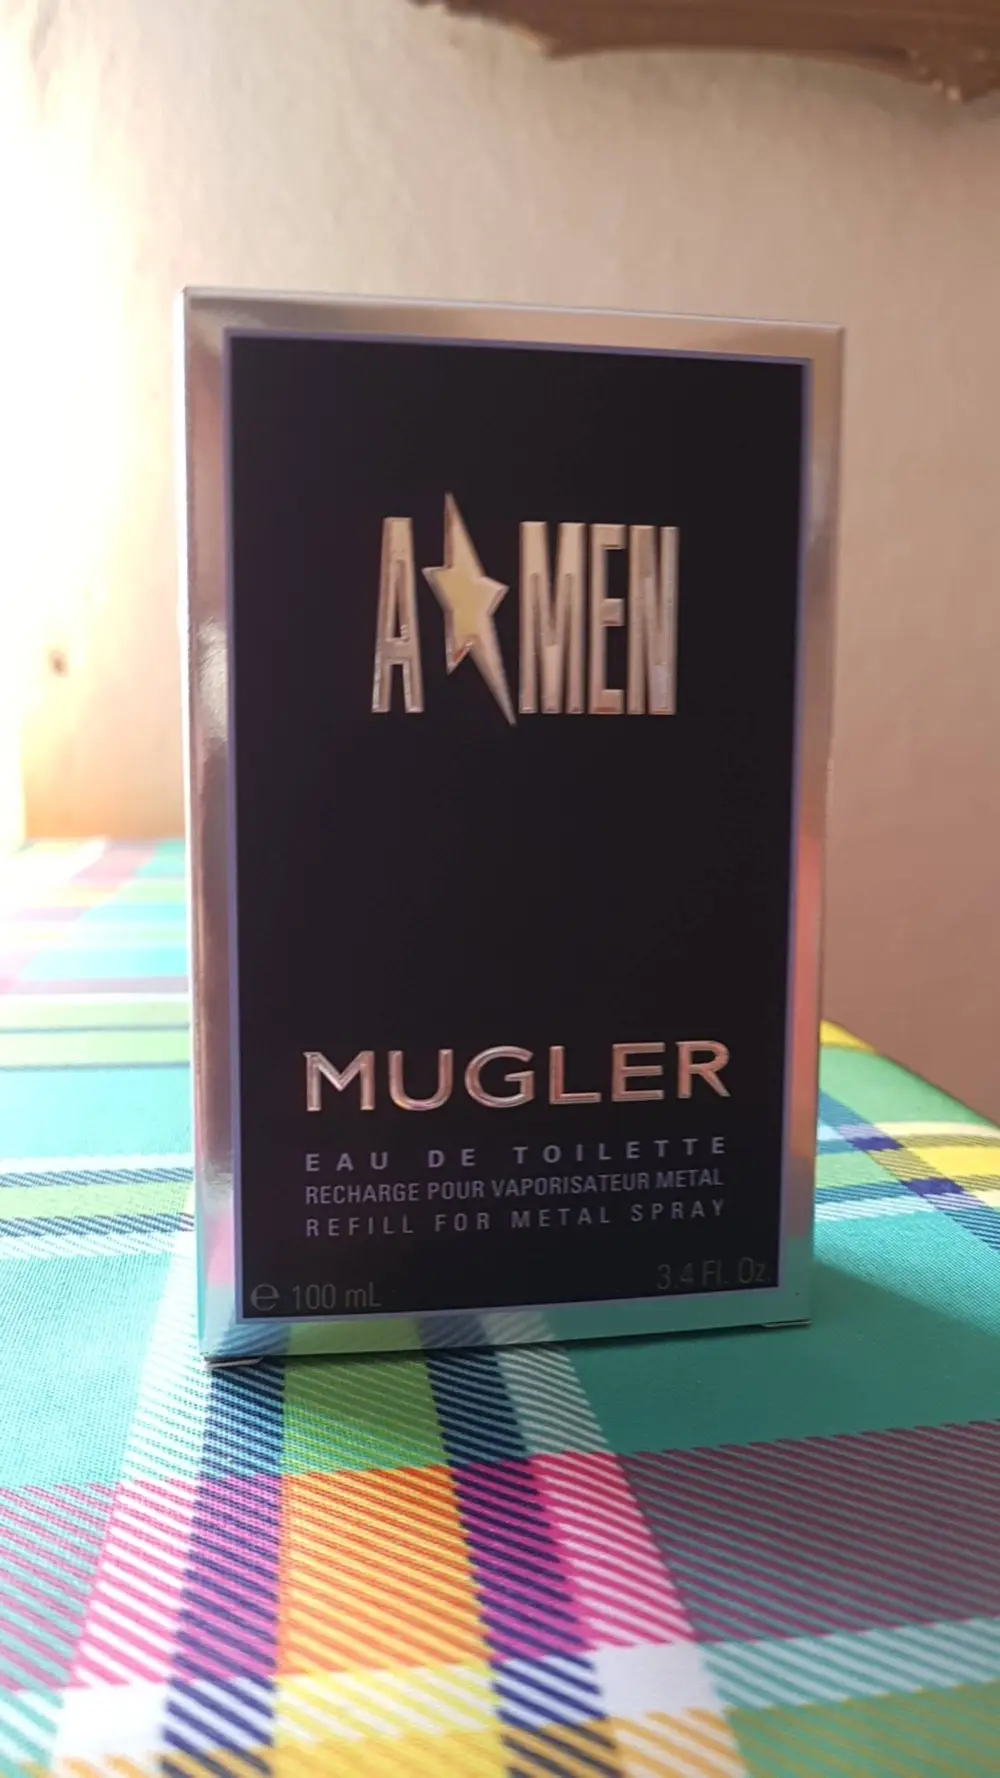 A★MEN
MUGLER
EAU DE TOILETTE
RECHARGE POUR VAPORISATEUR METAL
REFILL FOR METAL SPRAY
℮ 100 mL 3.4 Fl. Oz.